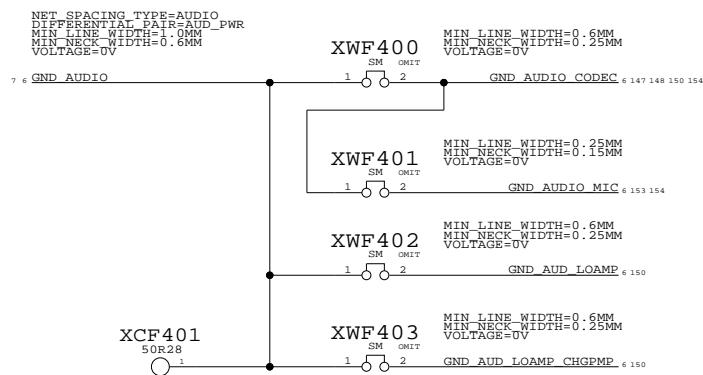 NET_SPACING_TYPE=AUDIO
DIFFERENTIAL_PAIR=AUD_PWR
MIN_LINE_WIDTH=1.0MM
MIN_NECK_WIDTH=0.6MM
VOLTAGE=0V
7 6 GND_AUDIO
XWF400
SM OMIT
1 2
MIN_LINE_WIDTH=0.6MM
MIN_NECK_WIDTH=0.25MM
VOLTAGE=0V
GND_AUDIO_CODEC 6 147 148 150 154
XWF401
SM OMIT
1 2
MIN_LINE_WIDTH=0.25MM
MIN_NECK_WIDTH=0.15MM
VOLTAGE=0V
GND_AUDIO_MIC 6 153 154
XWF402
SM OMIT
1 2
MIN_LINE_WIDTH=0.6MM
MIN_NECK_WIDTH=0.25MM
VOLTAGE=0V
GND_AUD_LOAMP 6 150
XCF401
50R28
1
XWF403
SM OMIT
1 2
MIN_LINE_WIDTH=0.6MM
MIN_NECK_WIDTH=0.25MM
VOLTAGE=0V
GND_AUD_LOAMP_CHGPMP 6 150